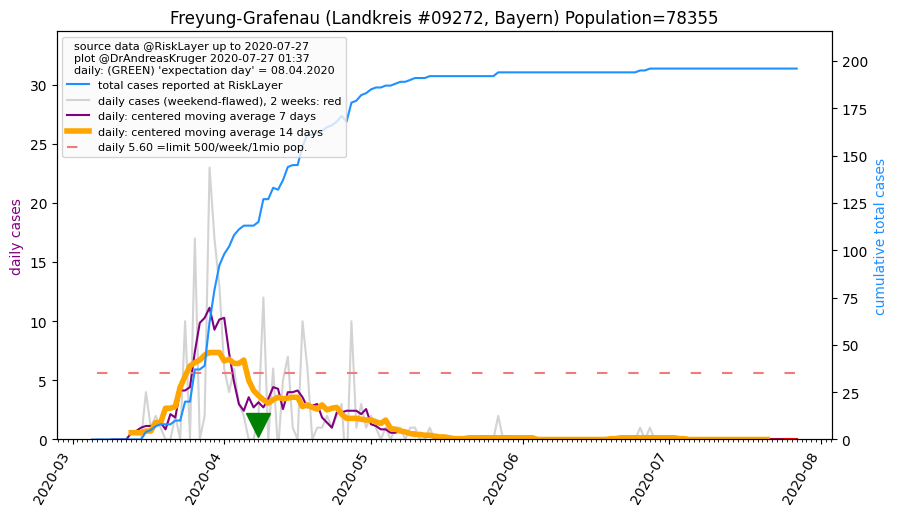 Freyung-Grafenau (Landkreis #09272, Bayern) Population=78355
source data @RiskLayer up to 2020-07-27
plot @DrAndreasKruger 2020-07-27 01:37
daily: (GREEN) 'expectation day' = 08.04.2020
total cases reported at RiskLayer
daily cases (weekend-flawed), 2 weeks: red
daily: centered moving average 7 days
daily: centered moving average 14 days
daily 5.60 =limit 500/week/1mio pop.
daily cases
30
25
20
15
10
5
0
cumulative total cases
200
175
150
125
100
75
50
25
0
2020-03
2020-04
2020-05
2020-06
2020-07
2020-08